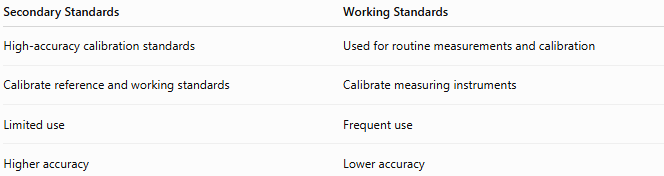 Secondary Standards Working Standards
High-accuracy calibration standards Used for routine measurements and calibration
Calibrate reference and working standards Calibrate measuring instruments
Limited use Frequent use
Higher accuracy Lower accuracy